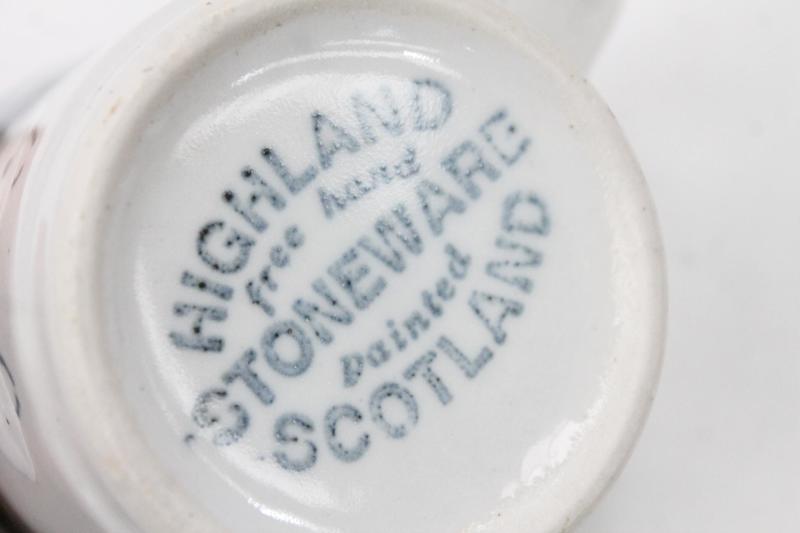 HIGHLAND
free hand
STONEWARE
painted
SCOTLAND